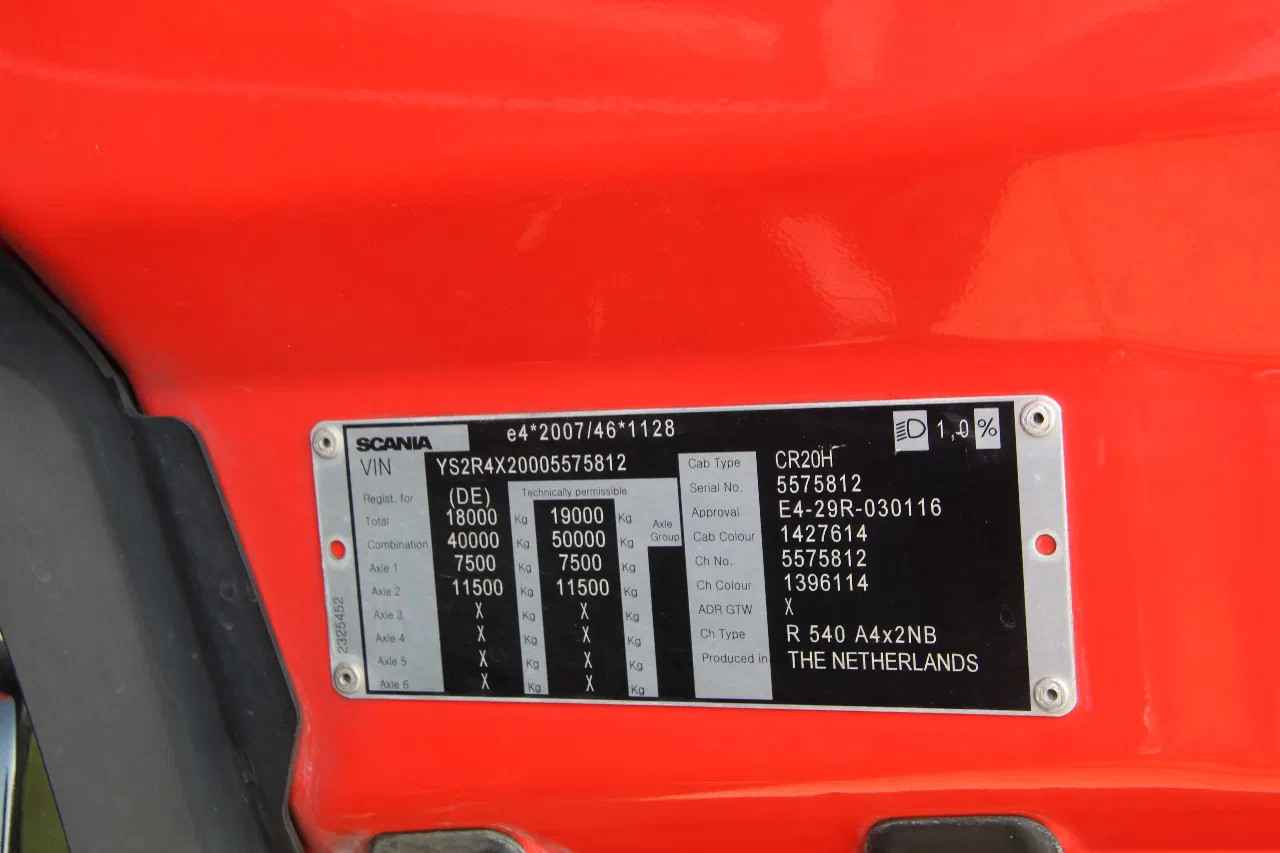 SCANIA e4*2007/46*1128 1,0 %
VIN YS2R4X20005575812
Regist. for (DE) Technically permissible
Total 18000 Kg 19000 Kg Axle Group
Combination 40000 Kg 50000 Kg
Axle 1 7500 Kg 7500 Kg
Axle 2 11500 Kg 11500 Kg
Axle 3 X Kg X Kg
Axle 4 X Kg X Kg
Axle 5 X Kg X Kg
Axle 6 X Kg X Kg
Cab Type CR20H
Serial No. 5575812
Approval E4-29R-030116
Cab Colour 1427614
Ch No. 5575812
Ch Colour 1396114
ADR GTW X
Ch Type R 540 A4x2NB
Produced in THE NETHERLANDS
2325452